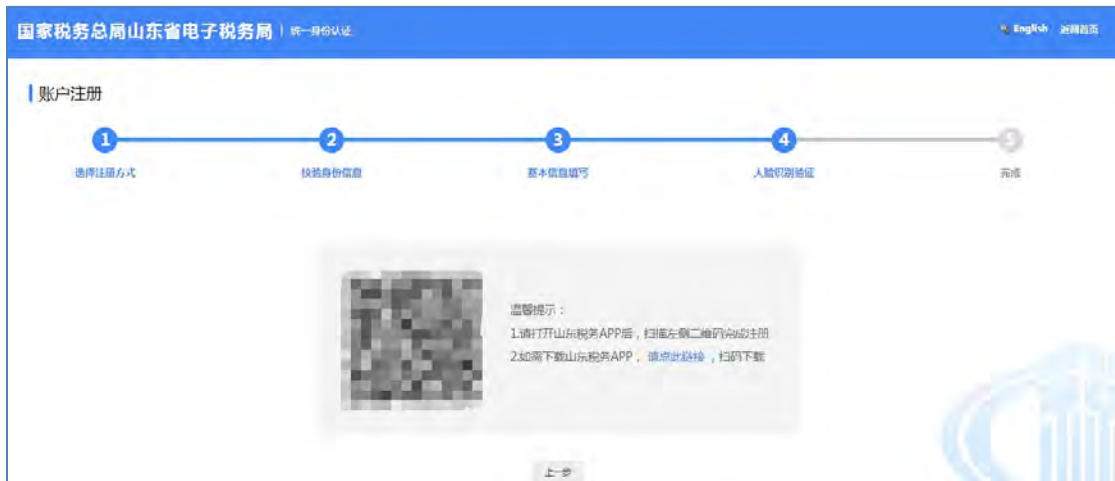 国家税务总局山东省电子税务局 | 统一身份认证
English 返回首页
账户注册
1 2 3 4 5
选择注册方式 校验身份信息 基本信息填写 人脸识别验证 完成
温馨提示：
1.请打开山东税务APP后，扫描左侧二维码完成注册
2.如需下载山东税务APP，请点此链接，扫码下载
上一步